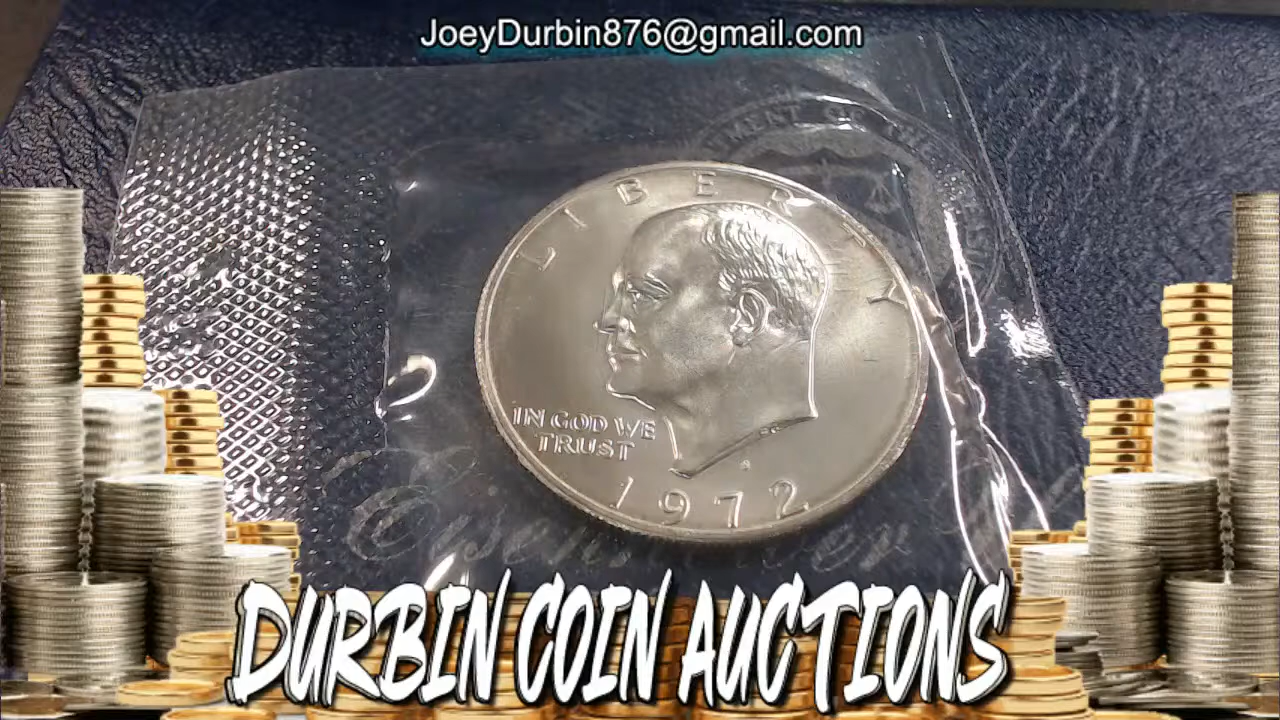 JoeyDurbin876@gmail.com
LIBERTY
IN GOD WE
TRUST
S
1972
DURBIN COIN AUCTIONS